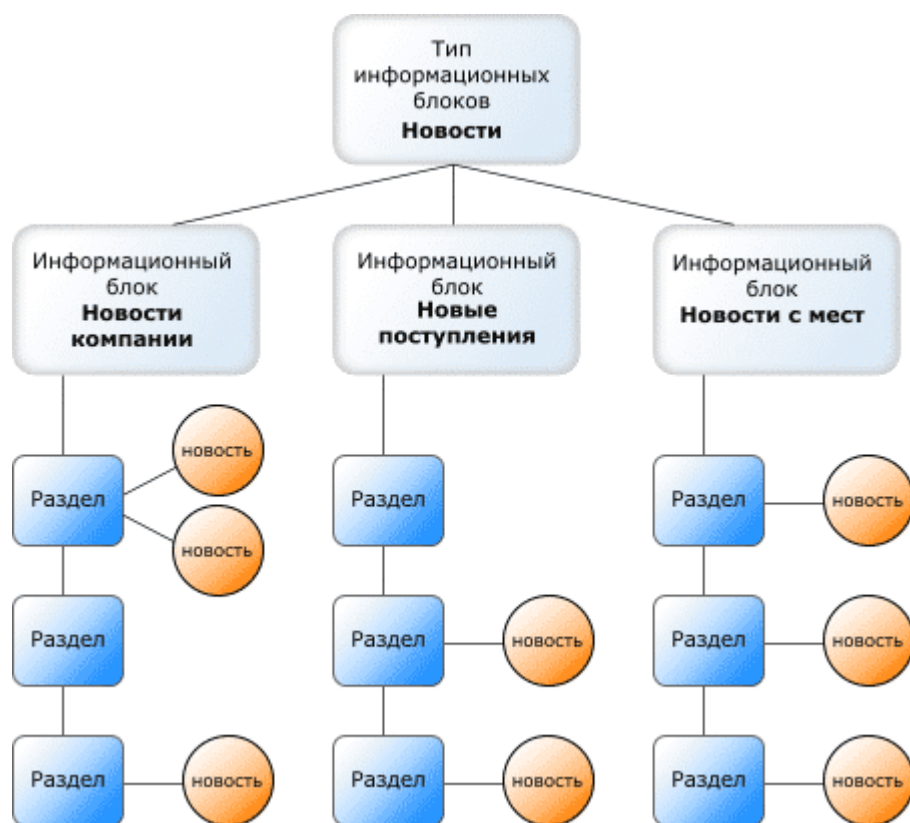 Тип
информационных
блоков
Новости
Информационный
блок
Новости
компании
Информационный
блок
Новые
поступления
Информационный
блок
Новости с мест
новость
Раздел
новость
Раздел
Раздел
новость
Раздел
Раздел
новость
Раздел
новость
Раздел
новость
Раздел
новость
Раздел
новость